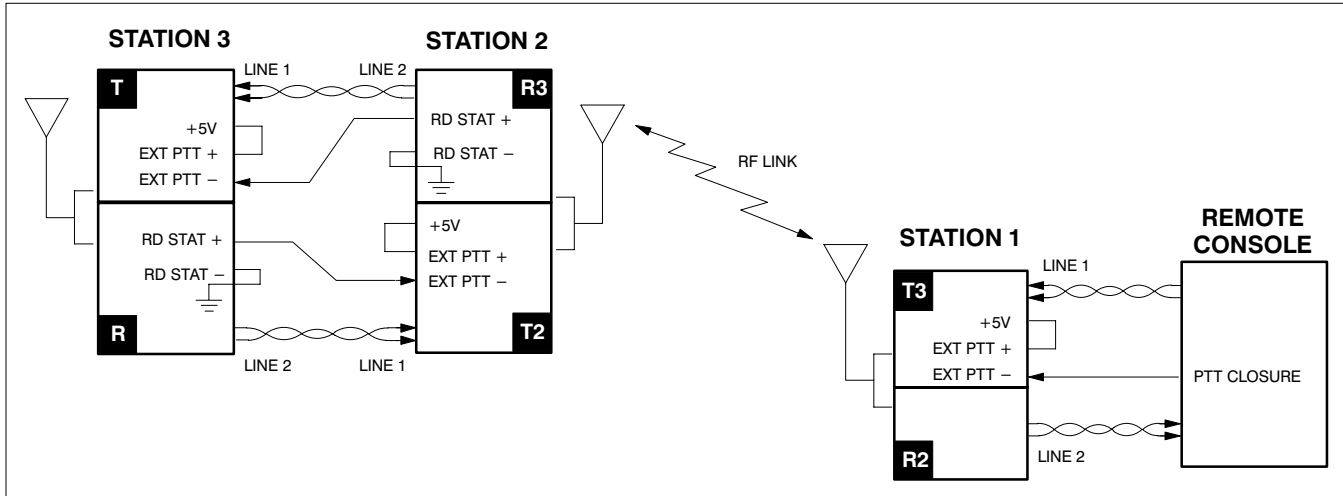 STATION 3
STATION 2
LINE 1
LINE 2
T
R3
+5V
EXT PTT +
EXT PTT −
RD STAT +
RD STAT −
RF LINK
RD STAT +
RD STAT −
+5V
EXT PTT +
EXT PTT −
R
T2
LINE 2
LINE 1
STATION 1
REMOTE
CONSOLE
LINE 1
T3
+5V
EXT PTT +
EXT PTT −
PTT CLOSURE
R2
LINE 2